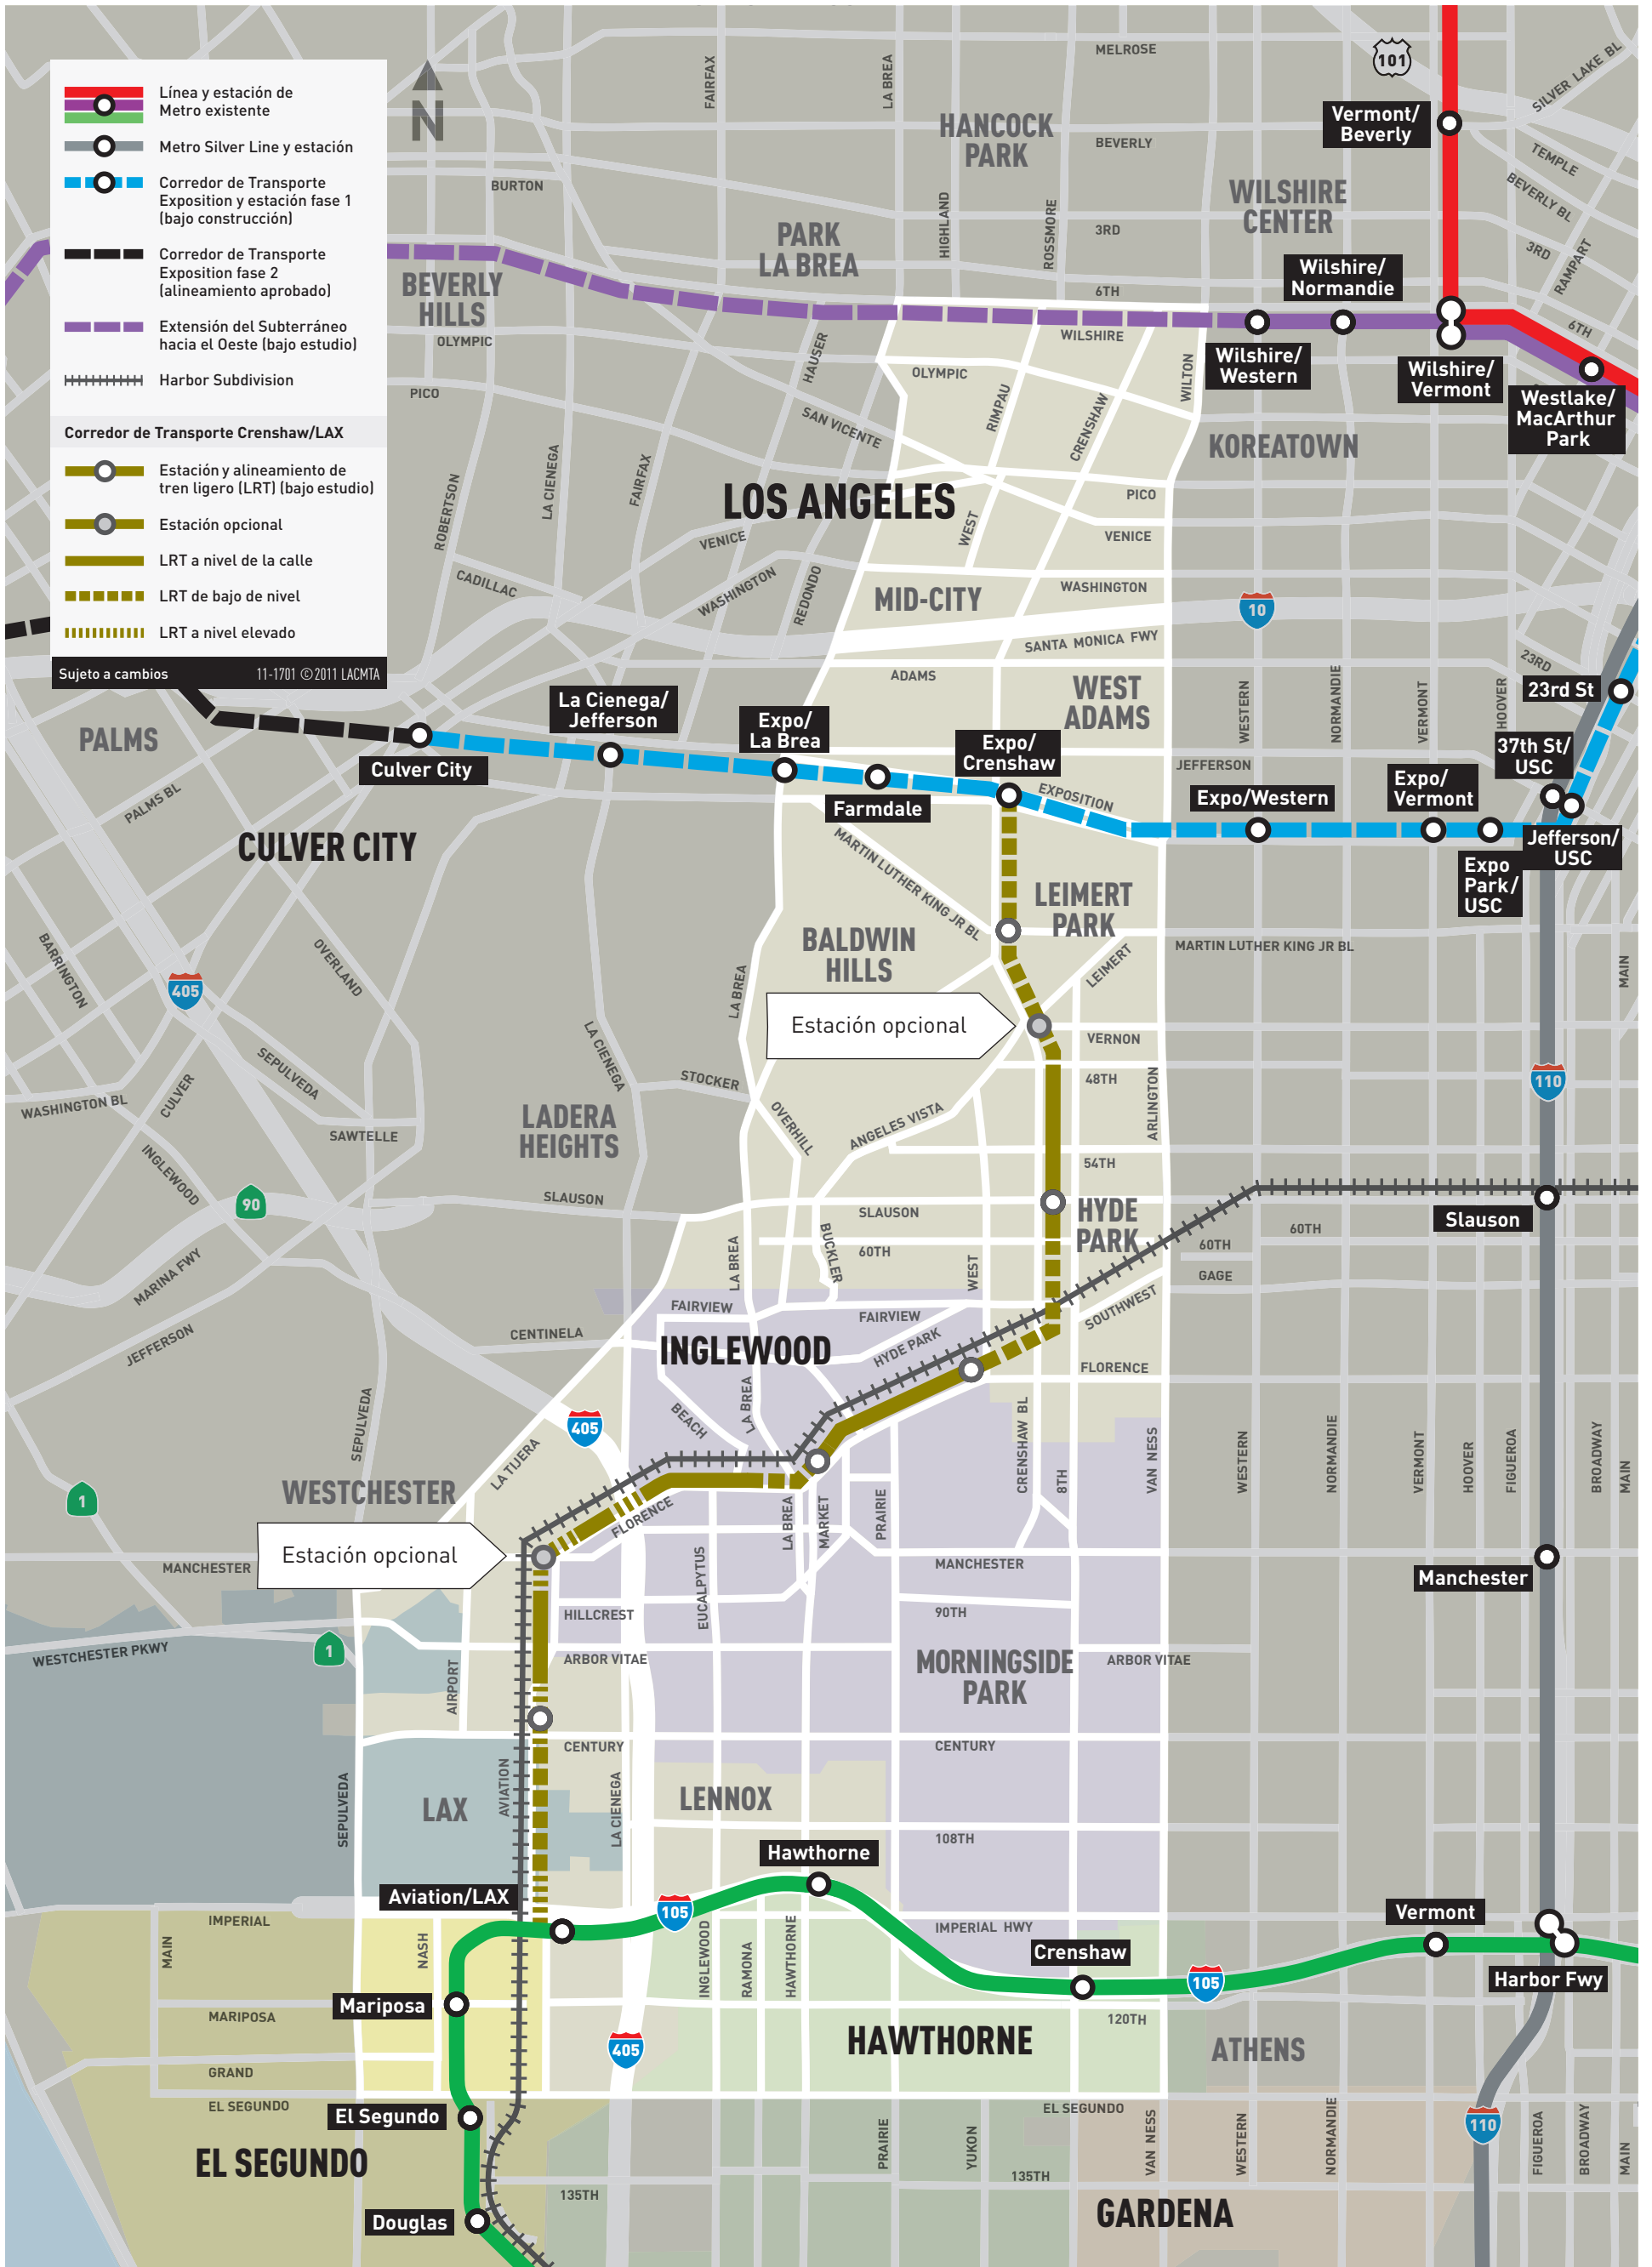 Línea y estación de
Metro existente
Metro Silver Line y estación
Corredor de Transporte
Exposition y estación fase 1
(bajo construcción)
Corredor de Transporte
Exposition fase 2
(alineamiento aprobado)
Extensión del Subterráneo
hacia el Oeste (bajo estudio)
Harbor Subdivision
Corredor de Transporte Crenshaw/LAX
Estación y alineamiento de
tren ligero (LRT) (bajo estudio)
Estación opcional
LRT a nivel de la calle
LRT de bajo de nivel
LRT a nivel elevado
Sujeto a cambios
11-1701 ©2011 LACMTA
N
FAIRFAX
LA BREA
MELROSE
101
SILVER LAKE BL
HANCOCK
PARK
BEVERLY
Vermont/
Beverly
TEMPLE
BEVERLY BL
BURTON
HIGHLAND
ROSSMORE
3RD
WILSHIRE
CENTER
3RD
RAMPART
PARK
LA BREA
BEVERLY
HILLS
6TH
Wilshire/
Normandie
6TH
OLYMPIC
HAUSER
WILSHIRE
Wilshire/
Western
Wilshire/
Vermont
Westlake/
MacArthur
Park
PICO
OLYMPIC
RIMPAU
CRENSHAW
WILTON
SAN VICENTE
KOREATOWN
ROBERTSON
LA CIENEGA
FAIRFAX
LOS ANGELES
PICO
VENICE
WEST
VENICE
CADILLAC
WASHINGTON
REDONDO
MID-CITY
WASHINGTON
10
SANTA MONICA FWY
ADAMS
WEST
ADAMS
WESTERN
NORMANDIE
VERMONT
HOOVER
23RD
23rd St
PALMS
La Cienega/
Jefferson
Expo/
La Brea
Expo/
Crenshaw
37th St/
USC
Culver City
Farmdale
EXPOSITION
JEFFERSON
Expo/Western
Expo/
Vermont
Jefferson/
USC
Expo
Park/
USC
PALMS BL
CULVER CITY
MARTIN LUTHER KING JR BL
LEIMERT
PARK
BALDWIN
HILLS
MARTIN LUTHER KING JR BL
LEIMERT
MAIN
BARRINGTON
OVERLAND
405
LA BREA
Estación opcional
VERNON
LA CIENEGA
SEPULVEDA
CULVER
STOCKER
48TH
ARLINGTON
110
WASHINGTON BL
SAWTELLE
LADERA
HEIGHTS
OVERHILL
ANGELES VISTA
54TH
INGLEWOOD
90
SLAUSON
SLAUSON
HYDE
PARK
Slauson
60TH
60TH
60TH
LA BREA
BUCKLER
WEST
GAGE
MARINA FWY
JEFFERSON
FAIRVIEW
FAIRVIEW
SOUTHWEST
CENTINELA
INGLEWOOD
HYDE PARK
FLORENCE
SEPULVEDA
405
BEACH
LA BREA
CRENSHAW BL
8TH
VAN NESS
WESTERN
NORMANDIE
VERMONT
HOOVER
FIGUEROA
BROADWAY
MAIN
1
WESTCHESTER
LA TIJERA
FLORENCE
LA BREA
MARKET
PRAIRIE
Estación opcional
MANCHESTER
EUCALPYTUS
MANCHESTER
Manchester
HILLCREST
90TH
WESTCHESTER PKWY
1
ARBOR VITAE
MORNINGSIDE
PARK
ARBOR VITAE
AIRPORT
CENTURY
CENTURY
SEPULVEDA
LAX
AVIATION
LA CIENEGA
LENNOX
108TH
Hawthorne
Aviation/LAX
105
IMPERIAL
IMPERIAL HWY
Vermont
MAIN
NASH
INGLEWOOD
RAMONA
HAWTHORNE
Crenshaw
105
Harbor Fwy
Mariposa
MARIPOSA
120TH
405
HAWTHORNE
ATHENS
GRAND
EL SEGUNDO
El Segundo
EL SEGUNDO
110
EL SEGUNDO
PRAIRIE
YUKON
VAN NESS
WESTERN
NORMANDIE
FIGUEROA
BROADWAY
MAIN
135TH
135TH
Douglas
GARDENA